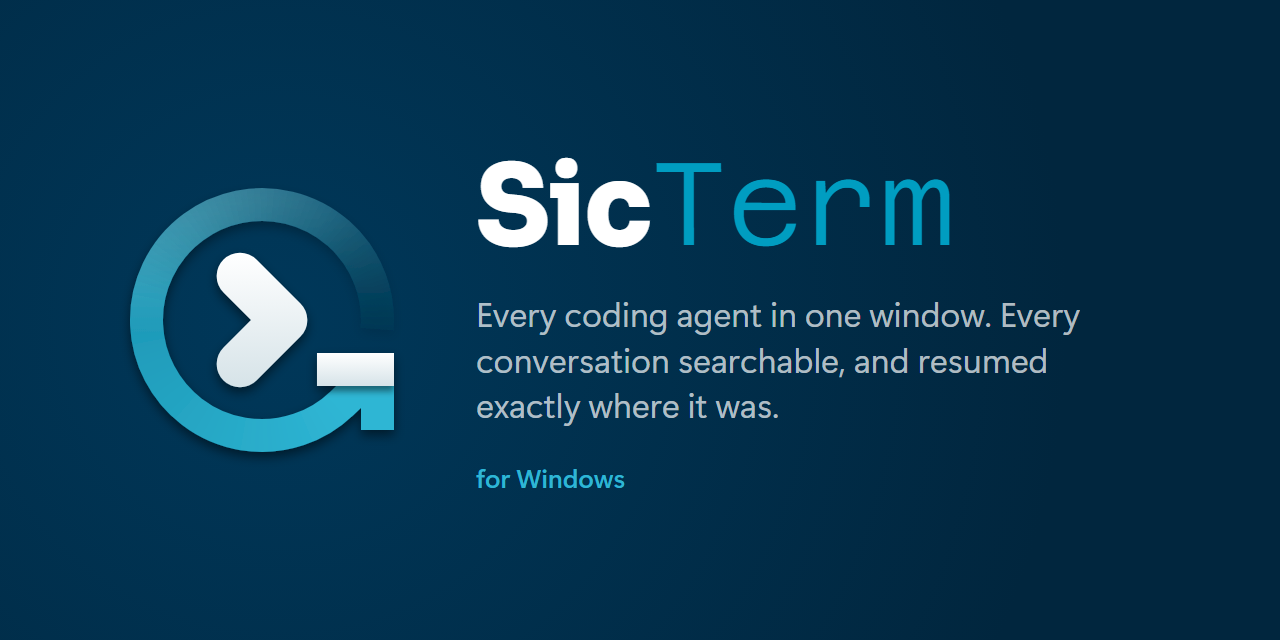 SicTerm
Every coding agent in one window. Every
conversation searchable, and resumed
exactly where it was.
for Windows